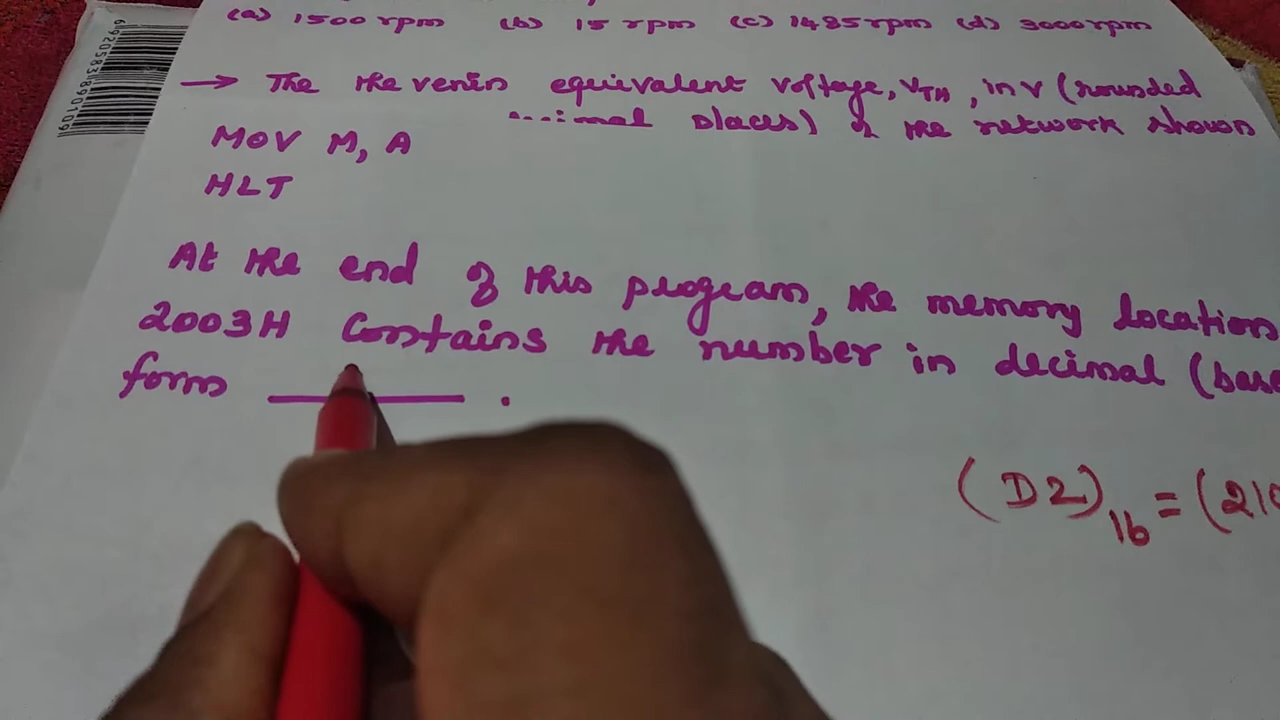 (a) 1500 rpm (b) 15 rpm (c) 1485 rpm (d) 3000 rpm
→ The thevenin equivalent voltage, VTH, in V (rounded
places) of the network shown
MOV M, A
HLT
At the end of this program, the memory location
2003H contains the number in decimal (base
form ______ .
(D2)16 = (210
6920583890109